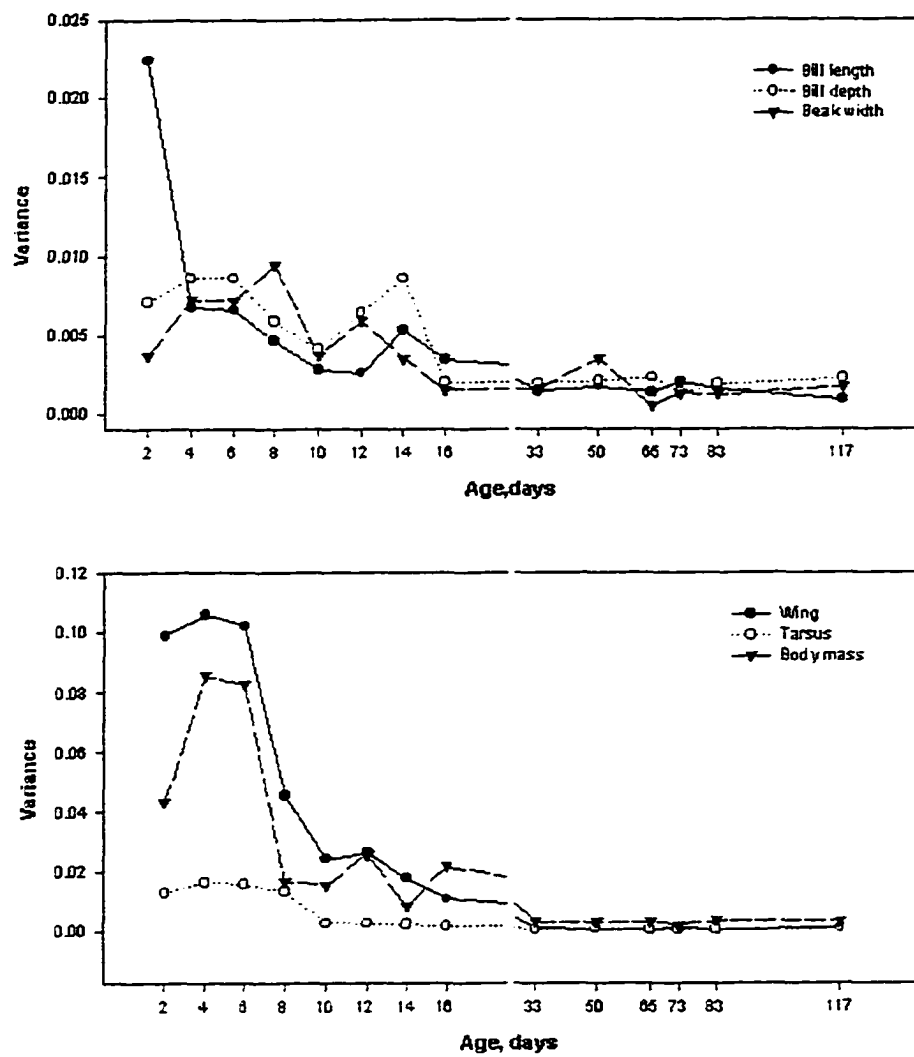 0.025
0.020
0.015
0.010
0.005
0.000
Variance
Bill length
Bill depth
Beak width
2 4 6 8 10 12 14 16 33 50 65 73 83 117
Age,days
0.12
0.10
0.08
0.06
0.04
0.02
0.00
Variance
Wing
Tarsus
Body mass
2 4 6 8 10 12 14 16 33 50 65 73 83 117
Age, days